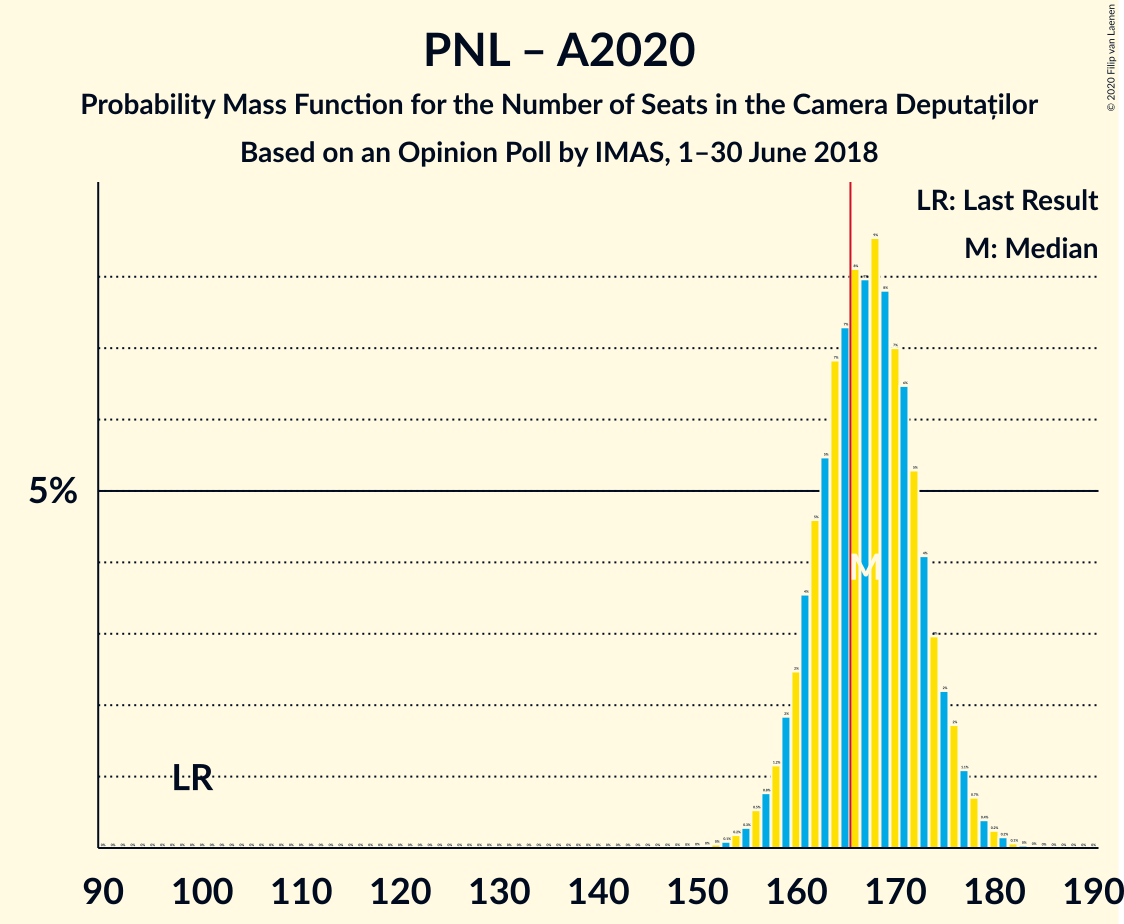 PNL – A2020
Probability Mass Function for the Number of Seats in the Camera Deputaților
Based on an Opinion Poll by IMAS, 1–30 June 2018
© 2020 Filip van Laenen
LR: Last Result
M: Median
5%
M
LR
90 100 110 120 130 140 150 160 170 180 190